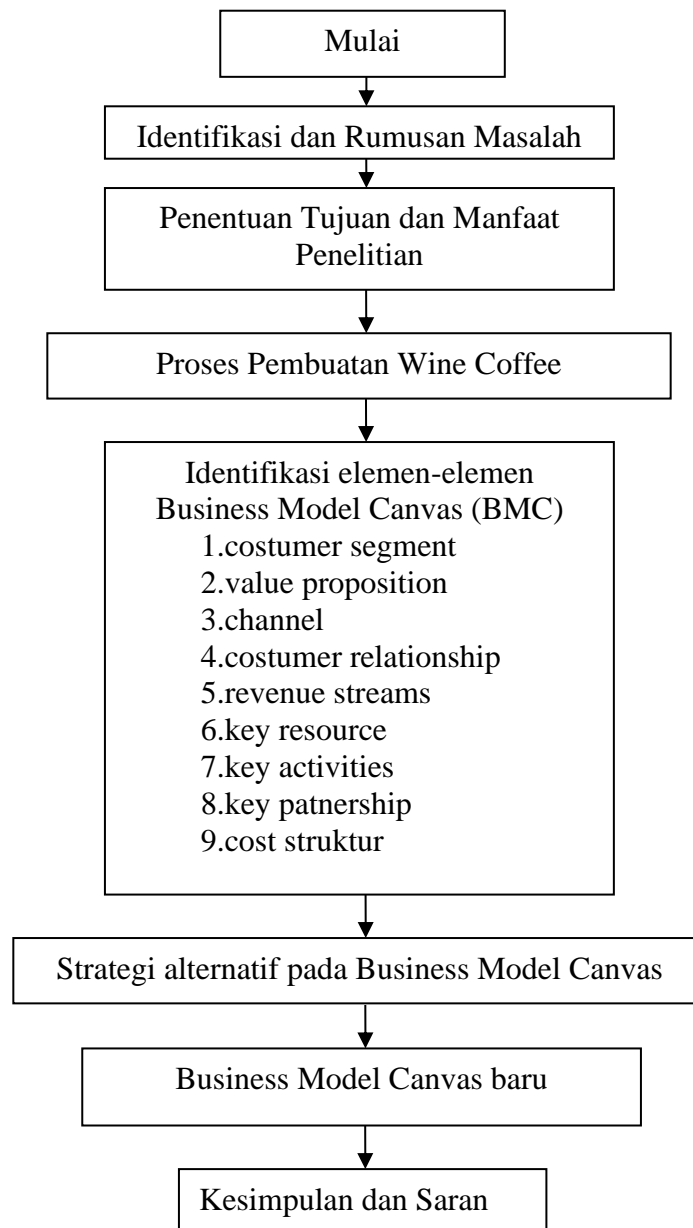 Mulai
Identifikasi dan Rumusan Masalah
Penentuan Tujuan dan Manfaat
Penelitian
Proses Pembuatan Wine Coffee
Identifikasi elemen-elemen
Business Model Canvas (BMC)
1.costumer segment
2.value proposition
3.channel
4.costumer relationship
5.revenue streams
6.key resource
7.key activities
8.key patnership
9.cost struktur
Strategi alternatif pada Business Model Canvas
Business Model Canvas baru
Kesimpulan dan Saran